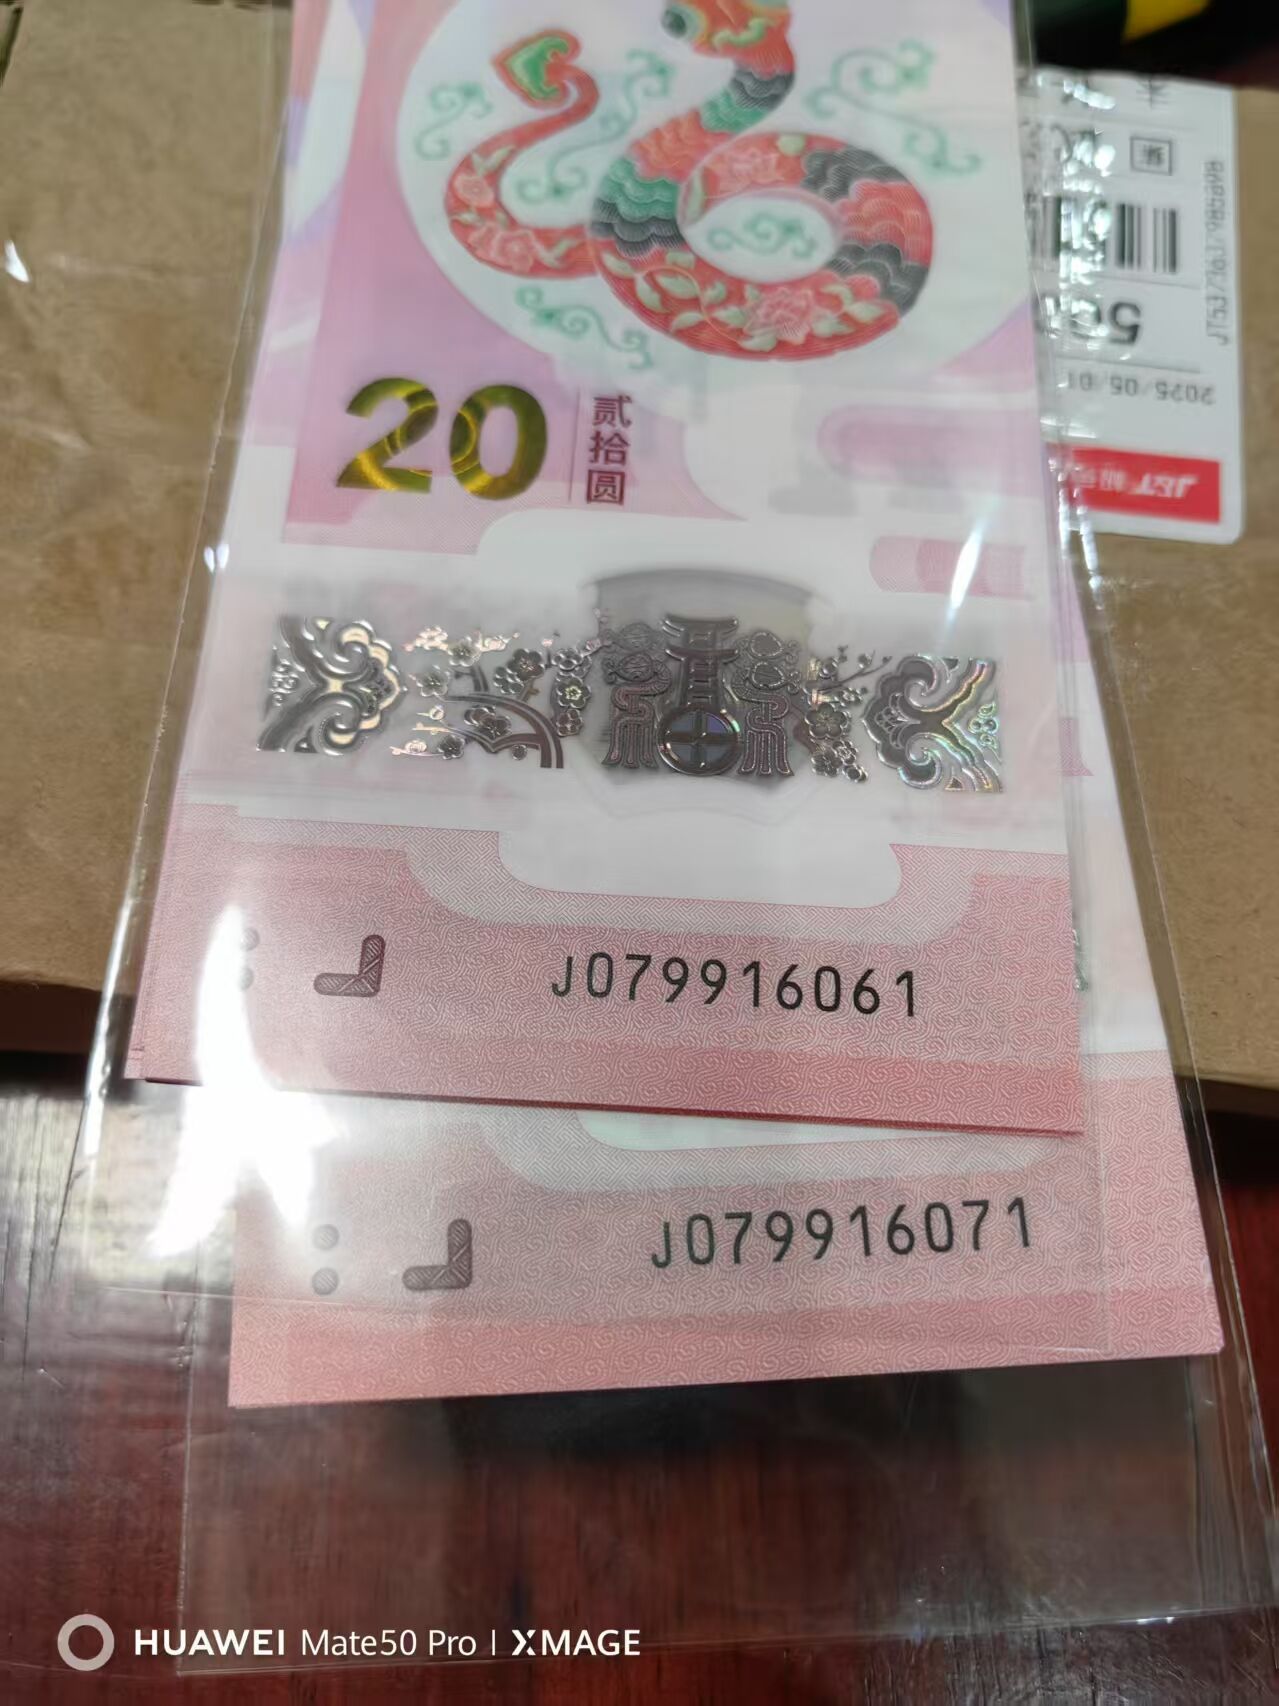 20
贰
拾
圆
J079916061
J079916071
2025/05/01
J&T
HUAWEI Mate50 Pro | XMAGE